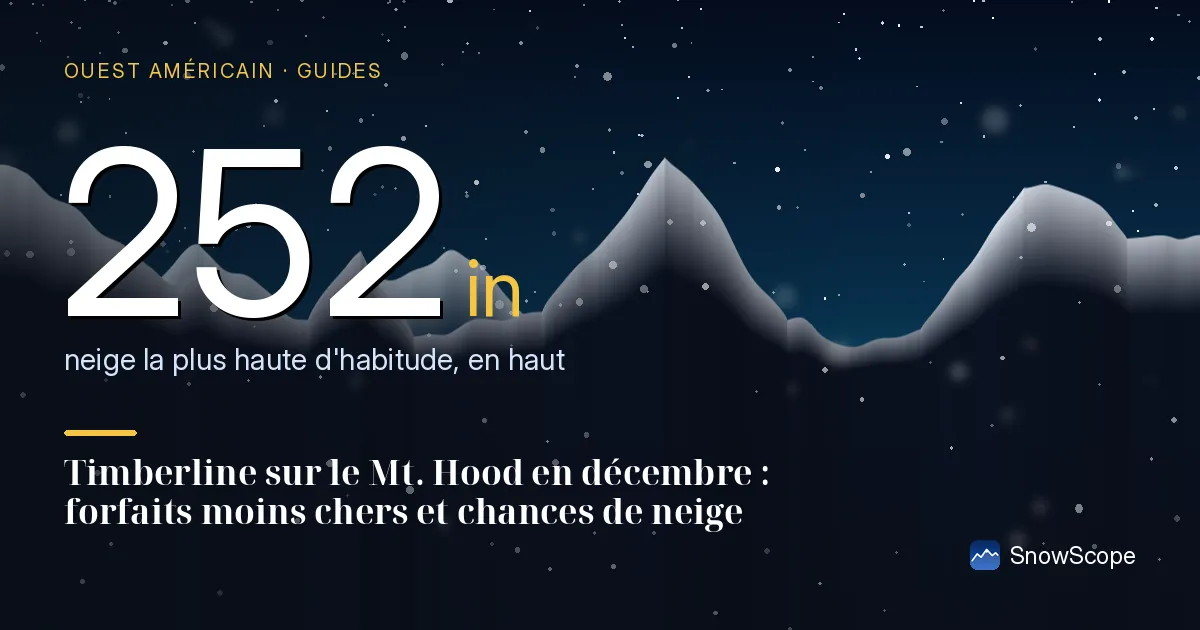 OUEST AMÉRICAIN · GUIDES
252 in
neige la plus haute d'habitude, en haut
Timberline sur le Mt. Hood en décembre :
forfaits moins chers et chances de neige
SnowScope